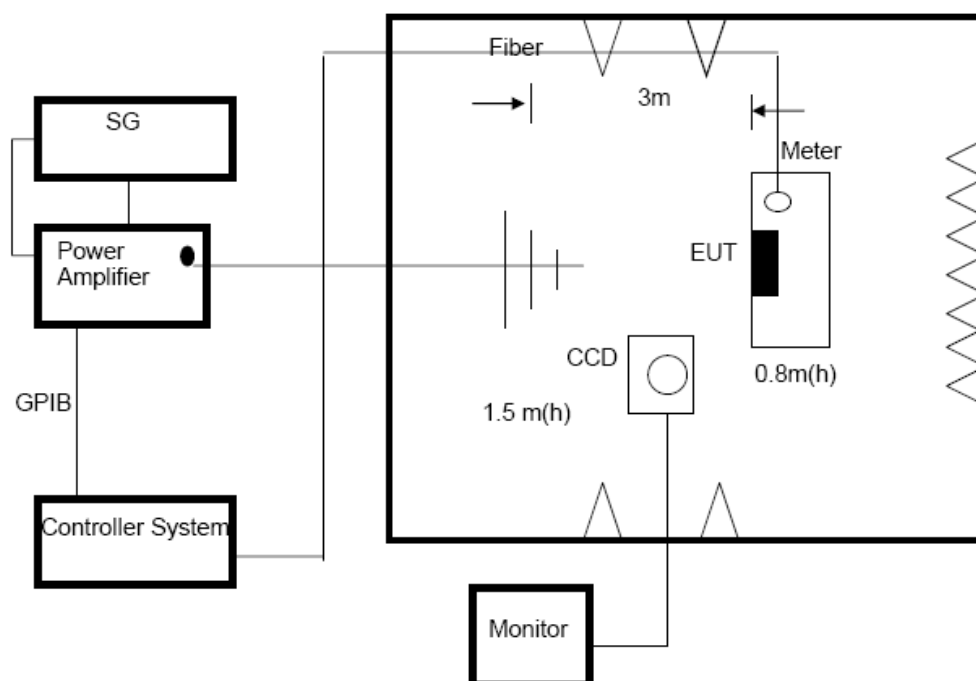 Fiber
SG
3m
Meter
Power
Amplifier
EUT
CCD
0.8m(h)
GPIB
1.5 m(h)
Controller System
Monitor